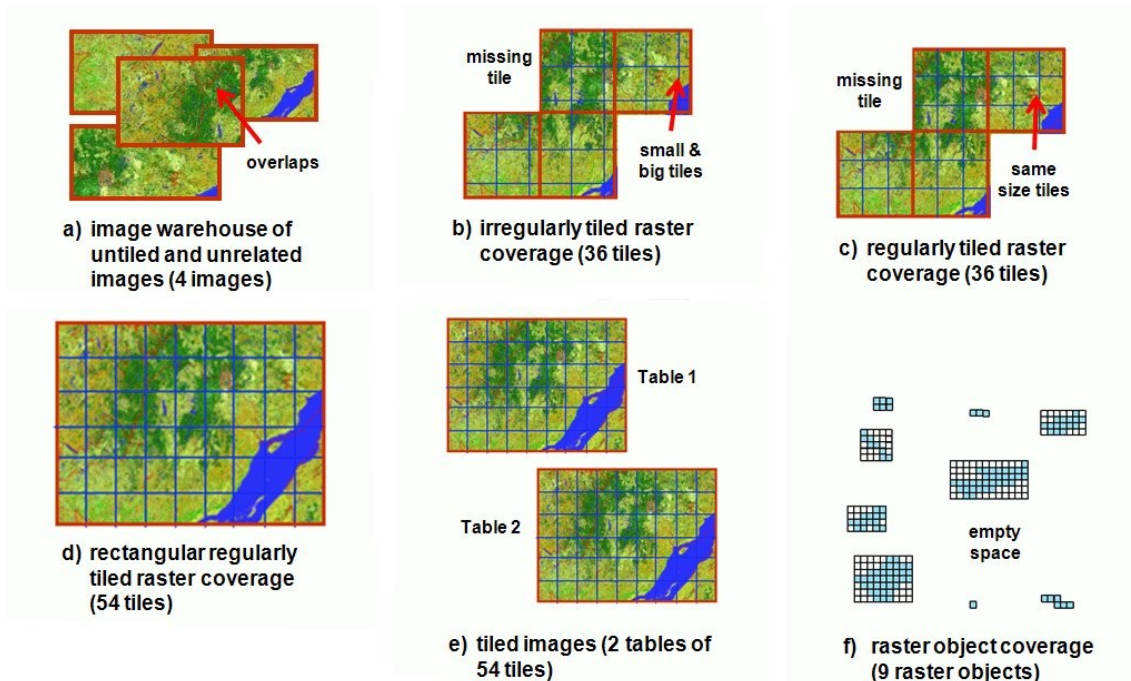 overlaps
a) image warehouse of
untiled and unrelated
images (4 images)
missing
tile
small &
big tiles
b) irregularly tiled raster
coverage (36 tiles)
missing
tile
same
size tiles
c) regularly tiled raster
coverage (36 tiles)
d) rectangular regularly
tiled raster coverage
(54 tiles)
Table 1
Table 2
e) tiled images (2 tables of
54 tiles)
empty
space
f) raster object coverage
(9 raster objects)